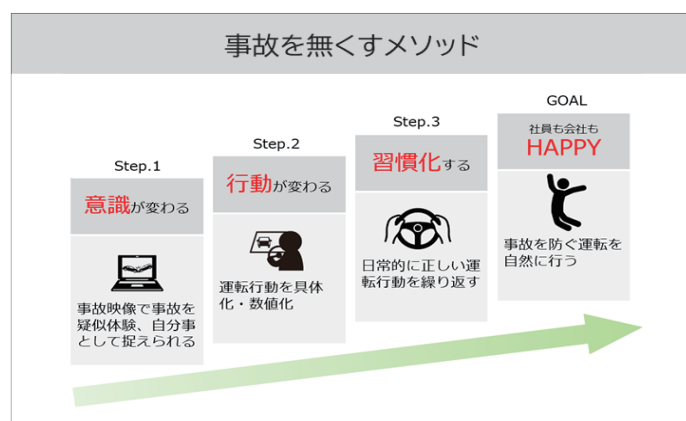 事故を無くすメソッド
Step.1
意識が変わる
事故映像で事故を
疑似体験、自分事
として捉えられる
Step.2
行動が変わる
運転行動を具体
化・数値化
Step.3
習慣化する
日常的に正しい運
転行動を繰り返す
GOAL
社員も会社も
HAPPY
事故を防ぐ運転を
自然に行う